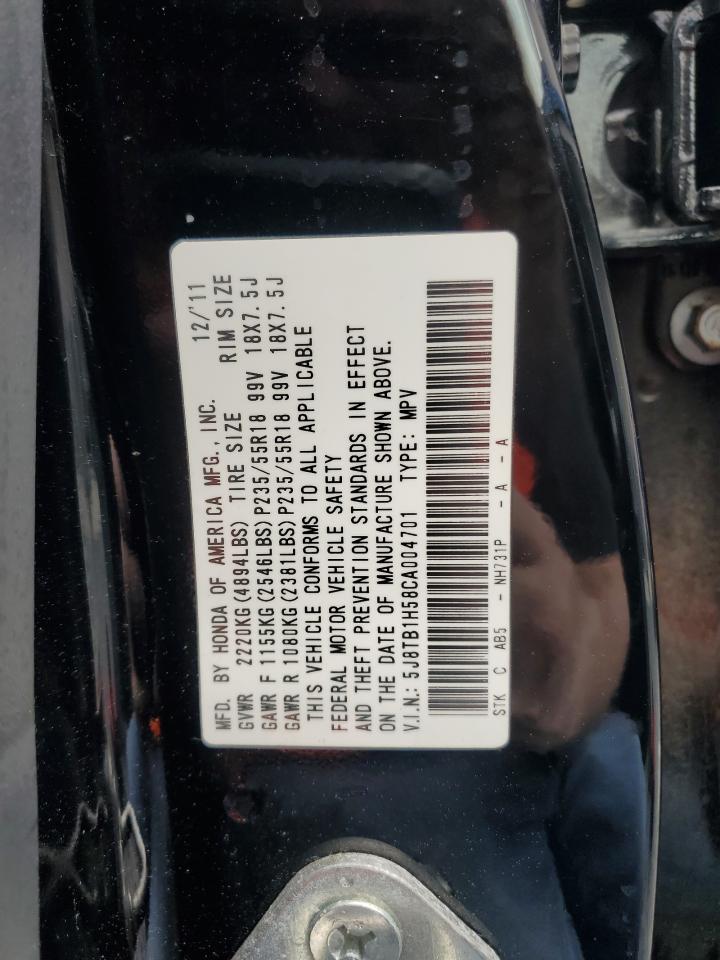 MFD. BY HONDA OF AMERICA MFG., INC. 12/'11
GVWR 2220KG(4894LBS) TIRE SIZE RIM SIZE
GAWR F 1155KG(2546LBS)P235/55R18 99V 18X7.5J
GAWR R 1080KG(2381LBS)P235/55R18 99V 18X7.5J
THIS VEHICLE CONFORMS TO ALL APPLICABLE
FEDERAL MOTOR VEHICLE SAFETY
AND THEFT PREVENTION STANDARDS IN EFFECT
ON THE DATE OF MANUFACTURE SHOWN ABOVE.
V.I.N.: 5J8TB1H58CA004701 TYPE: MPV
STK C AB5 - NH731P - A - A